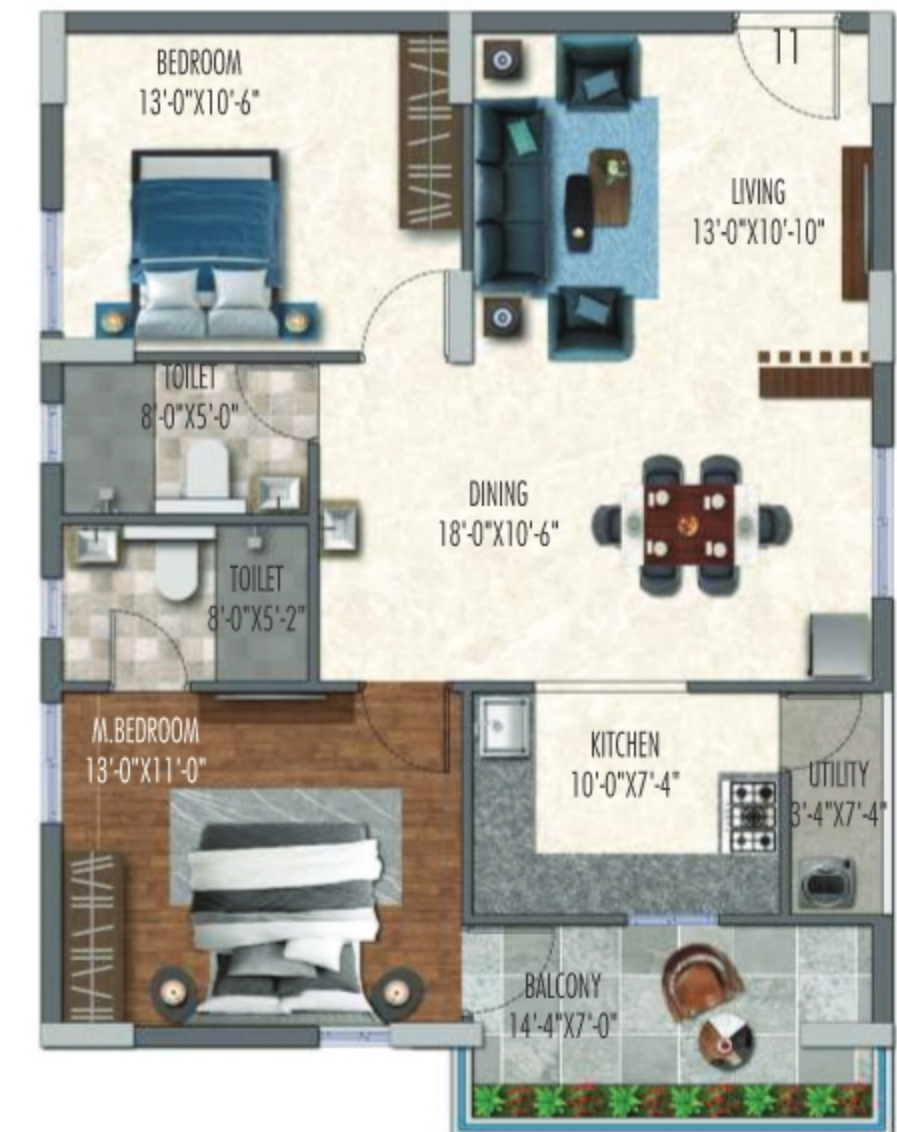 BEDROOM
13'-0"X10'-6"
11
LIVING
13'-0"X10'-10"
TOILET
8'-0"X5'-0"
DINING
18'-0"X10'-6"
TOILET
8'-0"X5'-2"
M.BEDROOM
13'-0"X11'-0"
KITCHEN
10'-0"X7'-4"
UTILITY
3'-4"X7'-4"
BALCONY
14'-4"X7'-0"